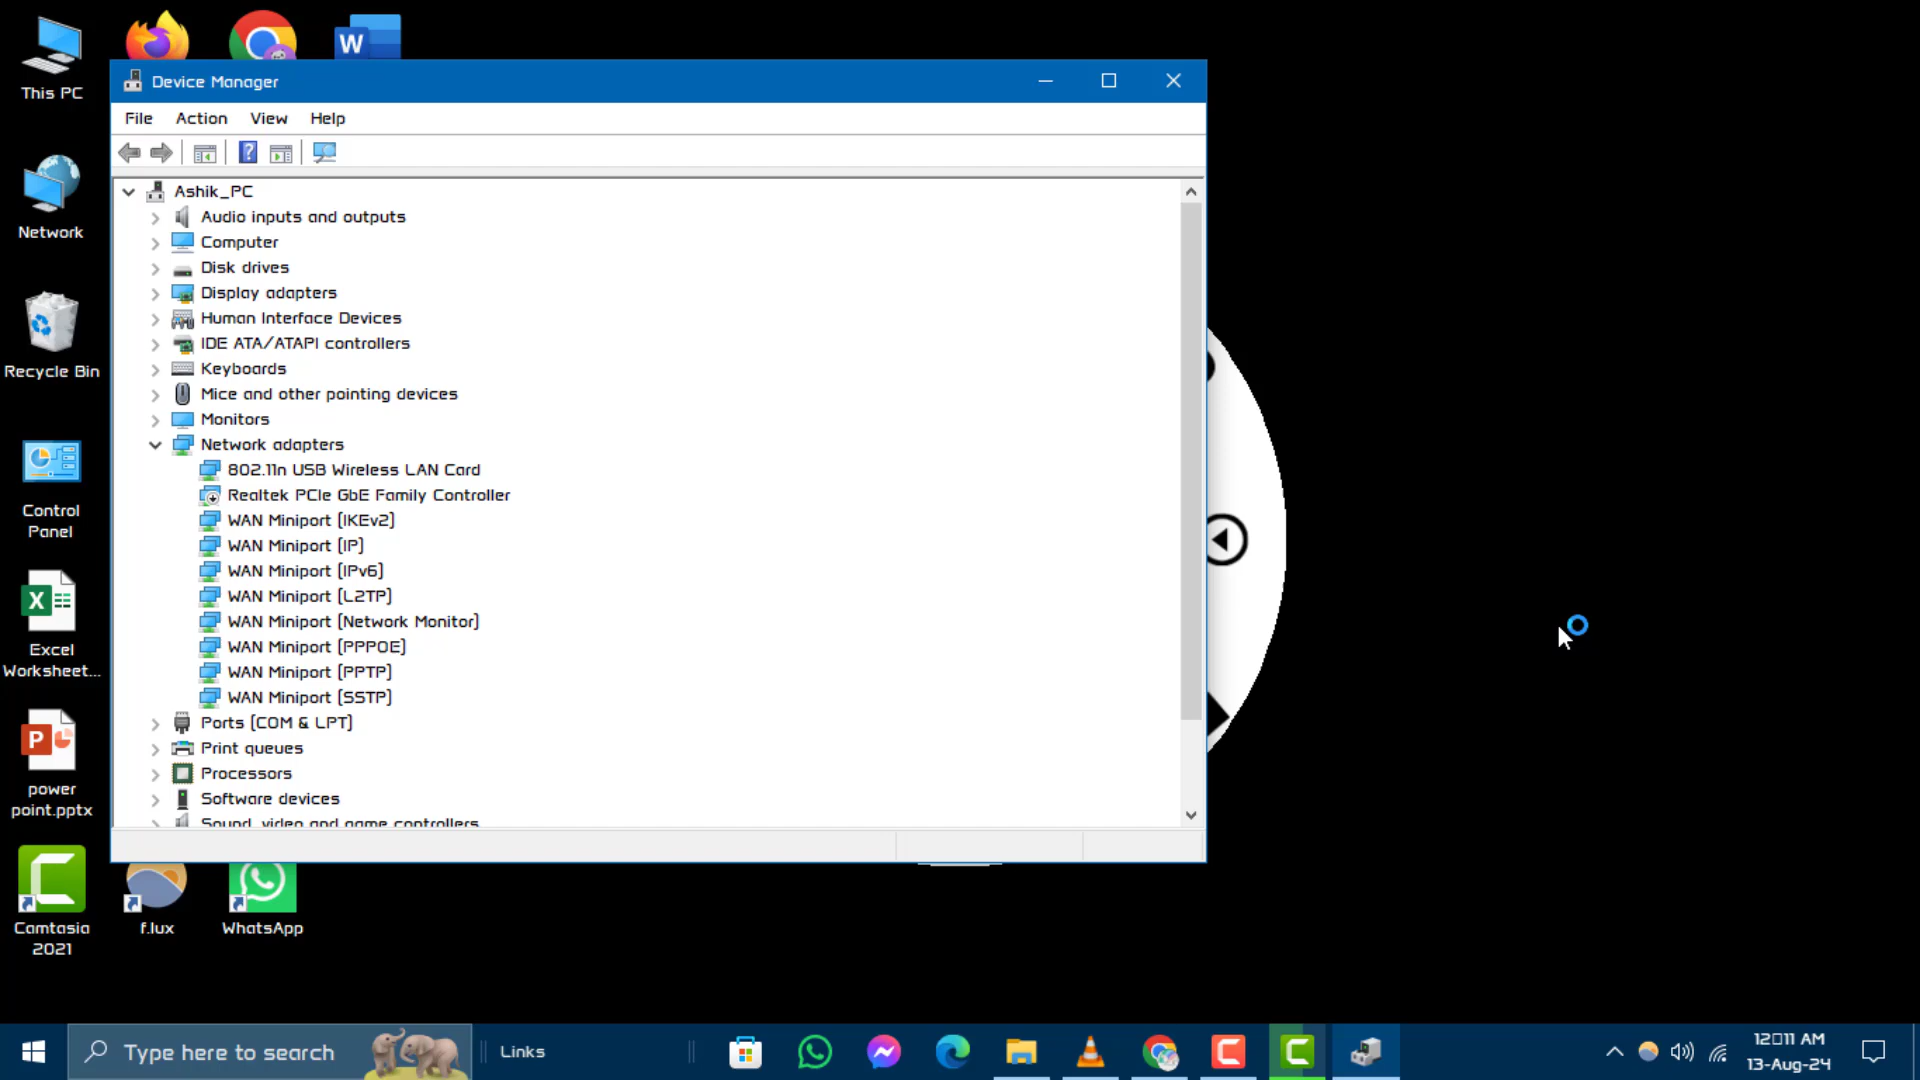 This PC
Network
Recycle Bin
Control
Panel
Excel
Worksheet...
power
point.pptx
Camtasia
2021
f.lux
WhatsApp
W
Device Manager
File Action View Help
Ashik_PC
Audio inputs and outputs
Computer
Disk drives
Display adapters
Human Interface Devices
IDE ATA/ATAPI controllers
Keyboards
Mice and other pointing devices
Monitors
Network adapters
802.11n USB Wireless LAN Card
Realtek PCIe GbE Family Controller
WAN Miniport (IKEv2)
WAN Miniport (IP)
WAN Miniport (IPv6)
WAN Miniport (L2TP)
WAN Miniport (Network Monitor)
WAN Miniport (PPPOE)
WAN Miniport (PPTP)
WAN Miniport (SSTP)
Ports (COM & LPT)
Print queues
Processors
Software devices
Sound, video and game controllers
Type here to search
Links
12▯11 AM
13-Aug-24